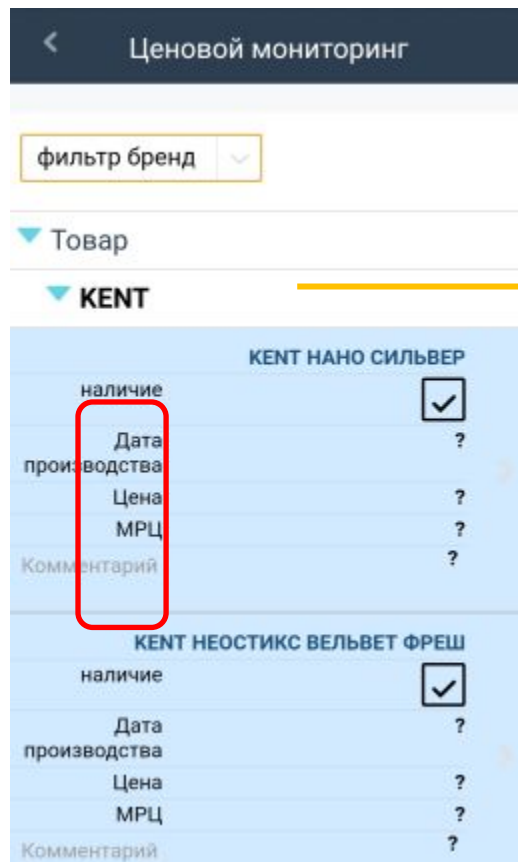 Ценовой мониторинг
фильтр бренд
Товар
KENT
KENT НАНО СИЛЬВЕР
наличие
Дата ?
производства
Цена ?
МРЦ ?
Комментарий ?
KENT НЕОСТИКС ВЕЛЬВЕТ ФРЕШ
наличие
Дата ?
производства
Цена ?
МРЦ ?
Комментарий ?